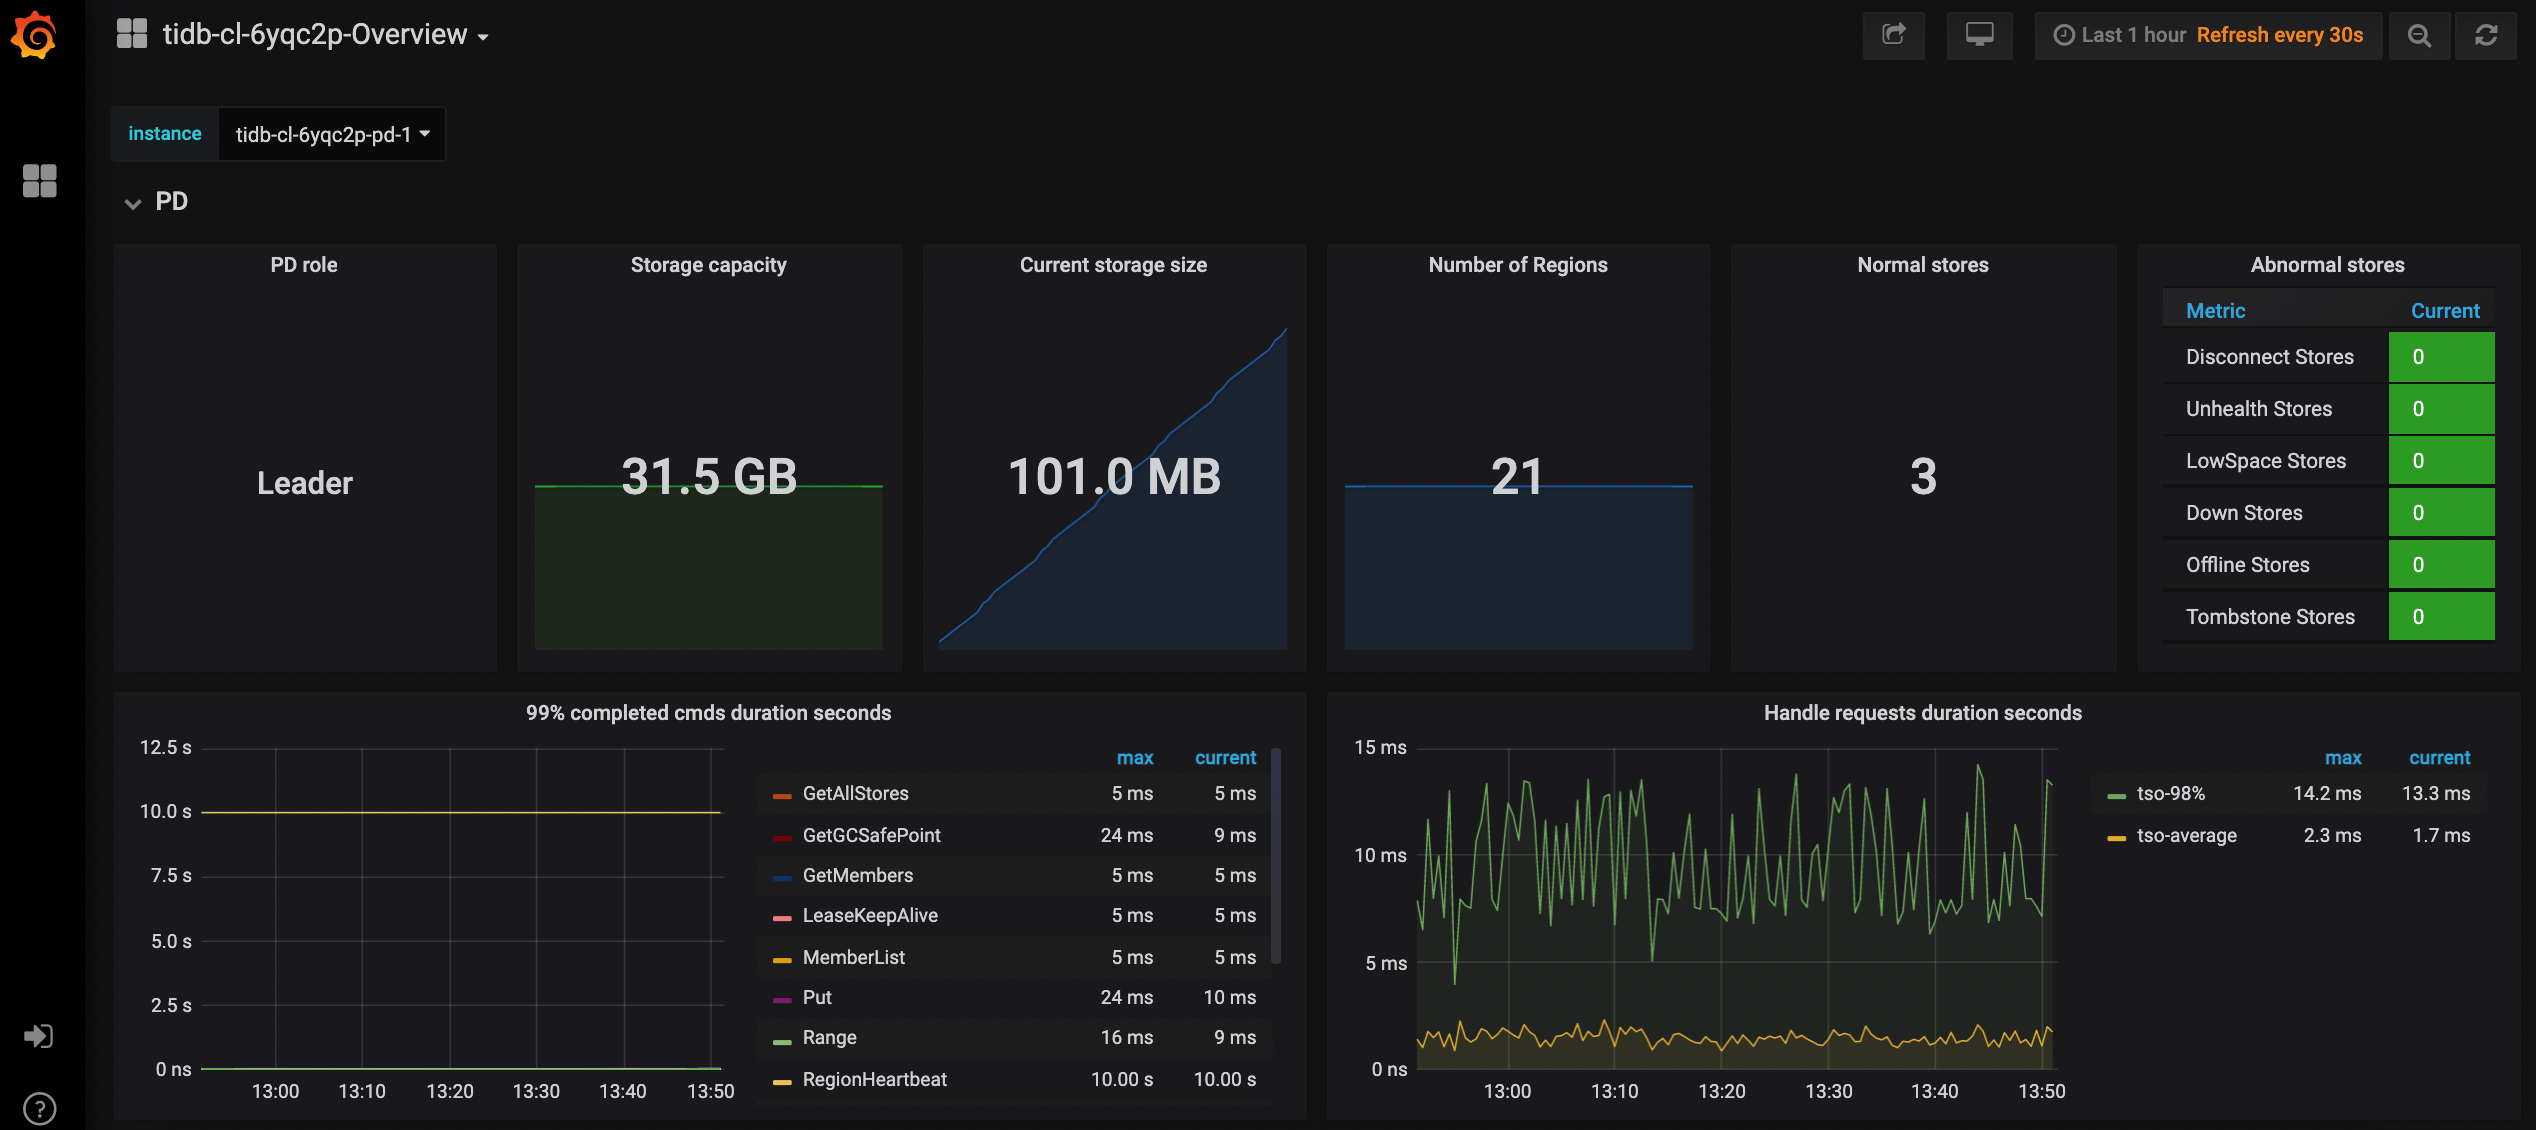 tidb-cl-6yqc2p-Overview
Last 1 hour Refresh every 30s
instance tidb-cl-6yqc2p-pd-1
PD
PD role
Leader
Storage capacity
31.5 GB
Current storage size
101.0 MB
Number of Regions
21
Normal stores
3
Abnormal stores
Metric Current
Disconnect Stores 0
Unhealth Stores 0
LowSpace Stores 0
Down Stores 0
Offline Stores 0
Tombstone Stores 0
99% completed cmds duration seconds
12.5 s
10.0 s
7.5 s
5.0 s
2.5 s
0 ns
13:00 13:10 13:20 13:30 13:40 13:50
max current
GetAllStores 5 ms 5 ms
GetGCSafePoint 24 ms 9 ms
GetMembers 5 ms 5 ms
LeaseKeepAlive 5 ms 5 ms
MemberList 5 ms 5 ms
Put 24 ms 10 ms
Range 16 ms 9 ms
RegionHeartbeat 10.00 s 10.00 s
Handle requests duration seconds
15 ms
10 ms
5 ms
0 ns
13:00 13:10 13:20 13:30 13:40 13:50
max current
tso-98% 14.2 ms 13.3 ms
tso-average 2.3 ms 1.7 ms